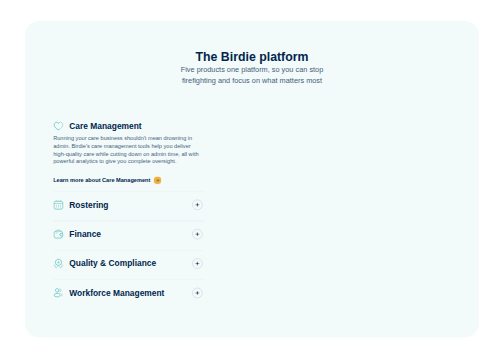 The Birdie platform
Five products one platform, so you can stop
firefighting and focus on what matters most
Care Management
Running your care business shouldn't mean drowning in
admin. Birdie's care management tools help you deliver
high-quality care while cutting down on admin time, all with
powerful analytics to give you complete oversight.
Learn more about Care Management
Rostering
Finance
Quality & Compliance
Workforce Management